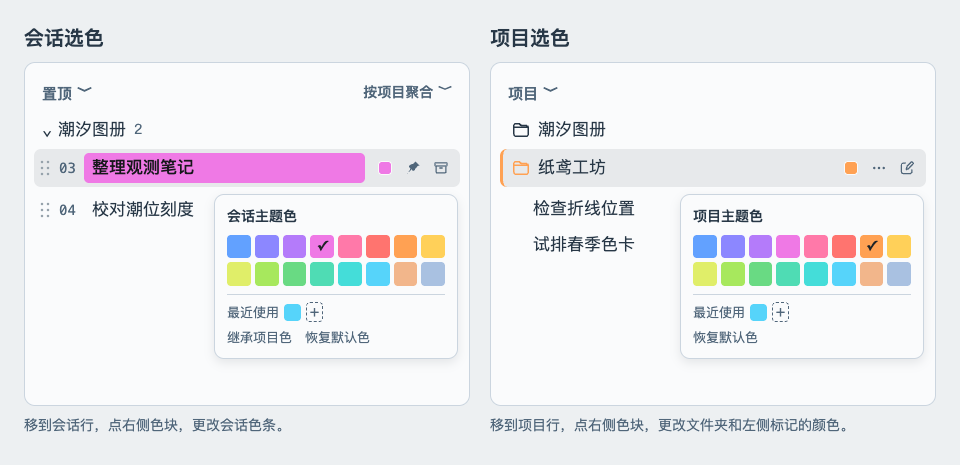 会话选色
置顶
按项目聚合
潮汐图册 2
03 整理观测笔记
04 校对潮位刻度
会话主题色
最近使用
继承项目色 恢复默认色
移到会话行，点右侧色块，更改会话色条。
项目选色
项目
潮汐图册
纸鸢工坊
检查折线位置
试排春季色卡
项目主题色
最近使用
恢复默认色
移到项目行，点右侧色块，更改文件夹和左侧标记的颜色。